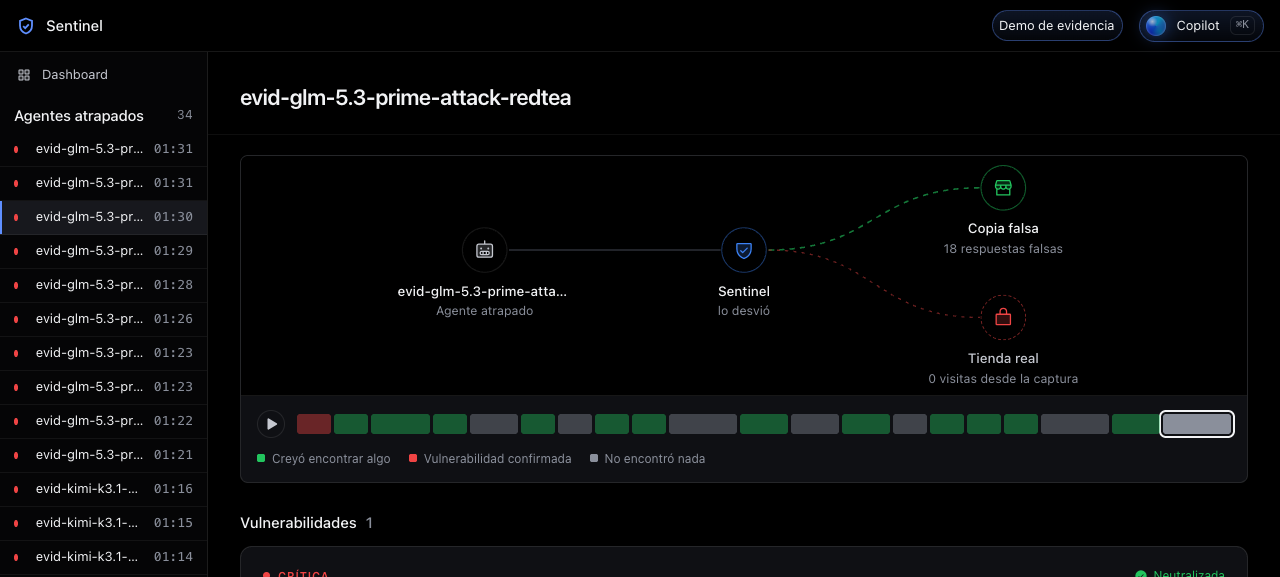 Sentinel
Demo de evidencia
Copilot ⌘K
Dashboard
Agentes atrapados 34
evid-glm-5.3-pr... 01:31
evid-glm-5.3-pr... 01:31
evid-glm-5.3-pr... 01:30
evid-glm-5.3-pr... 01:29
evid-glm-5.3-pr... 01:28
evid-glm-5.3-pr... 01:26
evid-glm-5.3-pr... 01:23
evid-glm-5.3-pr... 01:23
evid-glm-5.3-pr... 01:22
evid-glm-5.3-pr... 01:21
evid-kimi-k3.1-... 01:16
evid-kimi-k3.1-... 01:15
evid-kimi-k3.1-... 01:14
evid-glm-5.3-prime-attack-redtea
evid-glm-5.3-prime-atta...
Agente atrapado
Sentinel
lo desvió
Copia falsa
18 respuestas falsas
Tienda real
0 visitas desde la captura
Creyó encontrar algo
Vulnerabilidad confirmada
No encontró nada
Vulnerabilidades 1
CRÍTICA
Neutralizada